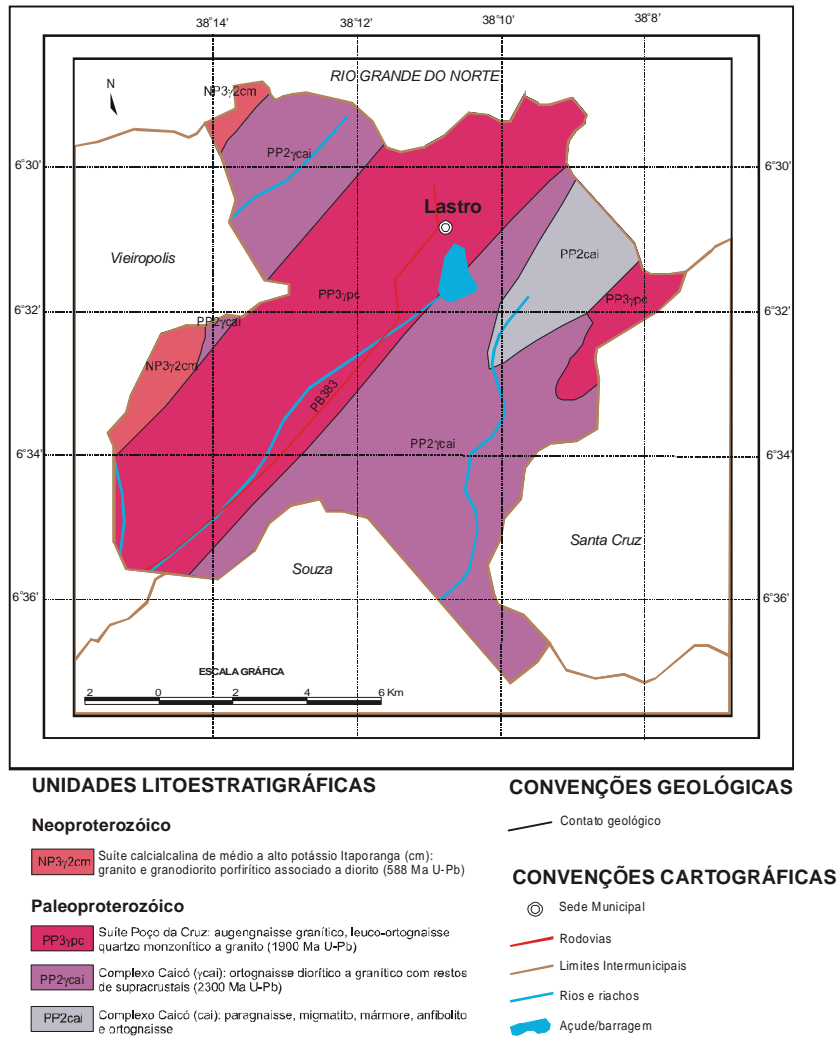 38°14' 38°12' 38°10' 38°8'
N
RIO GRANDE DO NORTE
NP3γ2cm
PP2γcai
6°30' 6°30'
Lastro
Vieiropolis
PP2cai
PP3γpc
PP3γpc
6°32' 6°32'
PP2γcai
NP3γ2cm
PB383
PP2γcai
6°34' 6°34'
Santa Cruz
Souza
6°36' 6°36'
ESCALA GRÁFICA
2 0 2 4 6 Km
UNIDADES LITOESTRATIGRÁFICAS
Neoproterozóico
NP3γ2cm Suíte calcialcalina de médio a alto potássio Itaporanga (cm):
granito e granodiorito porfirítico associado a diorito (588 Ma U-Pb)
Paleoproterozóico
PP3γpc Suíte Poço da Cruz: augengnaisse granítico, leuco-ortognaisse
quartzo monzonítico a granito (1900 Ma U-Pb)
PP2γcai Complexo Caicó (γcai): ortognaisse diorítico a granítico com restos
de supracrustais (2300 Ma U-Pb)
PP2cai Complexo Caicó (cai): paragnaisse, migmatito, mármore, anfibolito
e ortognaisse
CONVENÇÕES GEOLÓGICAS
Contato geológico
CONVENÇÕES CARTOGRÁFICAS
Sede Municipal
Rodovias
Limites Intermunicipais
Rios e riachos
Açude/barragem